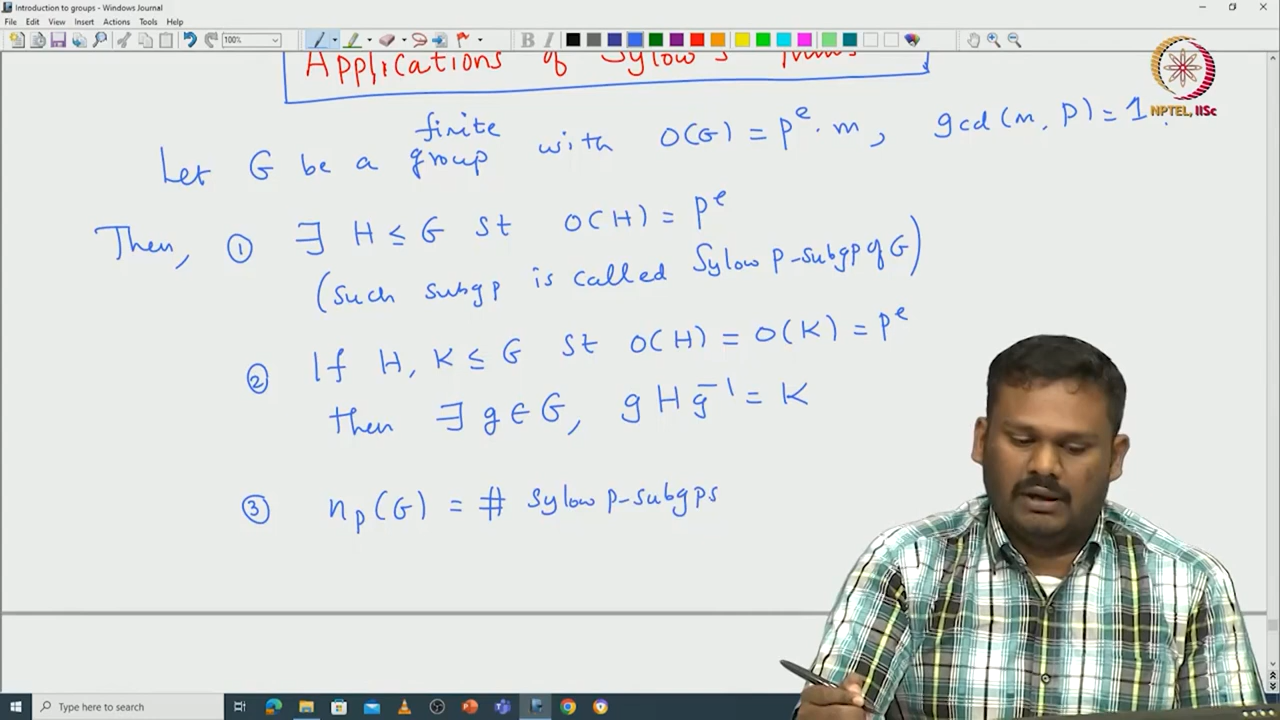 Introduction to groups - Windows Journal
File Edit View Insert Actions Tools Help
100%
B I
Applications of Sylow's Thms
NPTEL, IISc
Let G be a finite group with O(G) = p^e · m, gcd(m, p) = 1.
Then, ① ∃ H ≤ G st O(H) = p^e
(Such subgp is called Sylow p-subgp of G)
② If H, K ≤ G st O(H) = O(K) = p^e
then ∃ g ∈ G, g H g^-1 = K
③ n_p(G) = # Sylow p-subgps
Type here to search